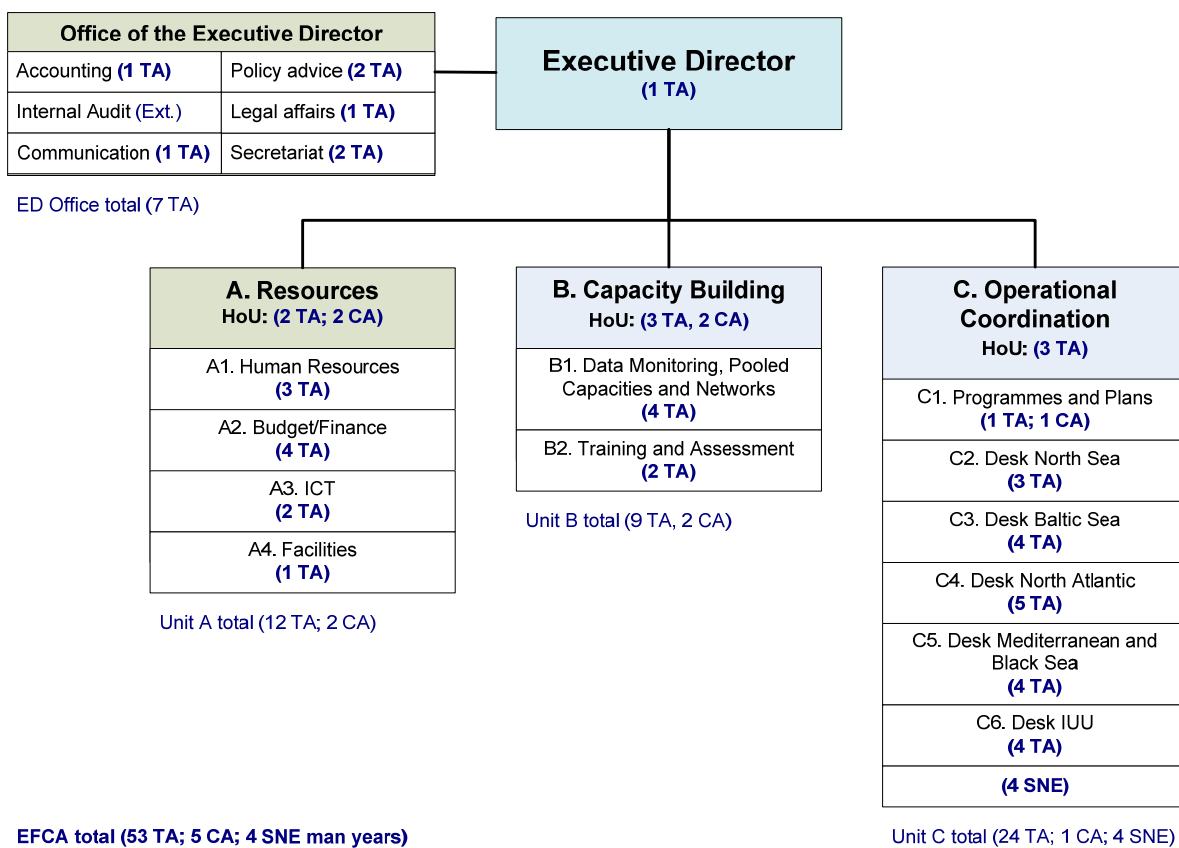 Office of the Executive Director
Accounting (1 TA)
Policy advice (2 TA)
Internal Audit (Ext.)
Legal affairs (1 TA)
Communication (1 TA)
Secretariat (2 TA)
ED Office total (7 TA)
Executive Director
(1 TA)
A. Resources
HoU: (2 TA; 2 CA)
A1. Human Resources
(3 TA)
A2. Budget/Finance
(4 TA)
A3. ICT
(2 TA)
A4. Facilities
(1 TA)
Unit A total (12 TA; 2 CA)
B. Capacity Building
HoU: (3 TA, 2 CA)
B1. Data Monitoring, Pooled
Capacities and Networks
(4 TA)
B2. Training and Assessment
(2 TA)
Unit B total (9 TA, 2 CA)
C. Operational
Coordination
HoU: (3 TA)
C1. Programmes and Plans
(1 TA; 1 CA)
C2. Desk North Sea
(3 TA)
C3. Desk Baltic Sea
(4 TA)
C4. Desk North Atlantic
(5 TA)
C5. Desk Mediterranean and
Black Sea
(4 TA)
C6. Desk IUU
(4 TA)
(4 SNE)
Unit C total (24 TA; 1 CA; 4 SNE)
EFCA total (53 TA; 5 CA; 4 SNE man years)